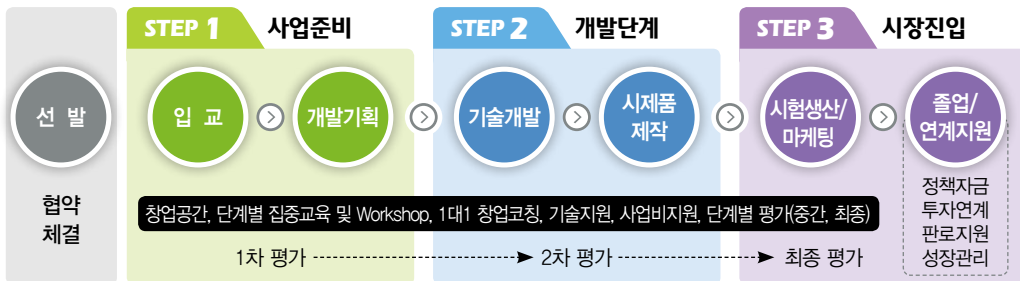 STEP 1 사업준비
STEP 2 개발단계
STEP 3 시장진입
선 발
입 교
개발기획
기술개발
시제품
제작
시험생산/
마케팅
졸업/
연계지원
협약
체결
정책자금
투자연계
판로지원
성장관리
창업공간, 단계별 집중교육 및 Workshop, 1대1 창업코칭, 기술지원, 사업비지원, 단계별 평가(중간, 최종)
1차 평가
2차 평가
최종 평가